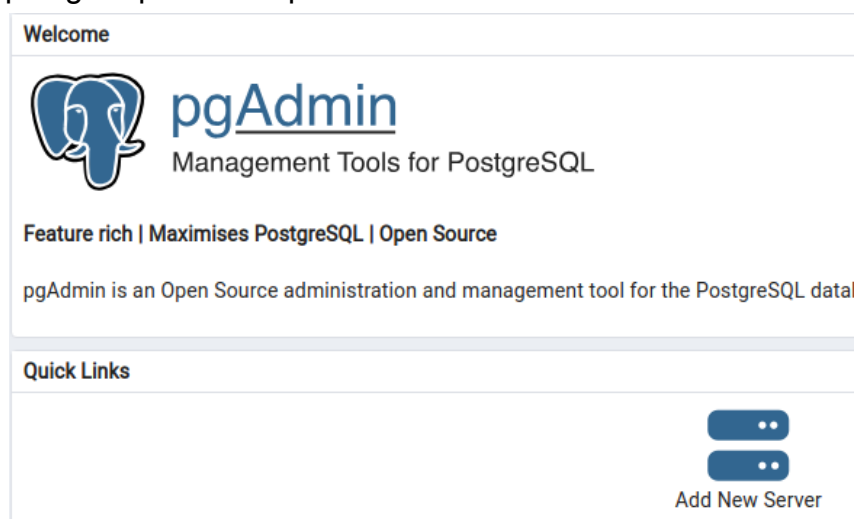 Welcome
pgAdmin
Management Tools for PostgreSQL
Feature rich | Maximises PostgreSQL | Open Source
pgAdmin is an Open Source administration and management tool for the PostgreSQL
Quick Links
Add New Server